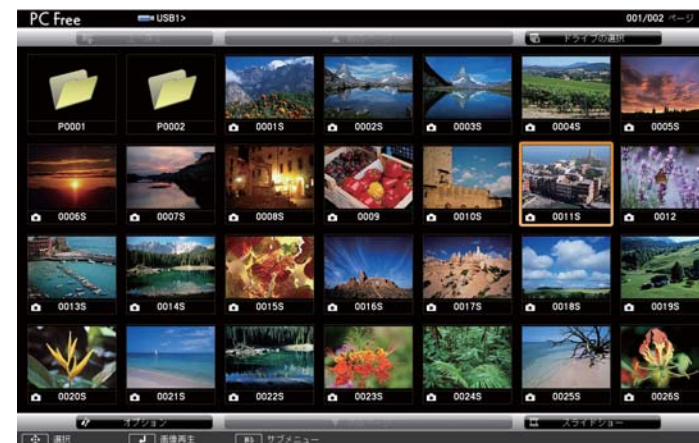 PC Free USB1> 001/002 ページ
ドライブの選択
P0001 P0002 0001S 0002S 0003S 0004S 0005S
0006S 0007S 0008S 0009 0010S 0011S 0012
0013S 0014S 0015S 0016S 0017S 0018S 0019S
0020S 0021S 0022S 0023S 0024S 0025S 0026S
オプション スライドショー
選択 画像再生 サブメニュー